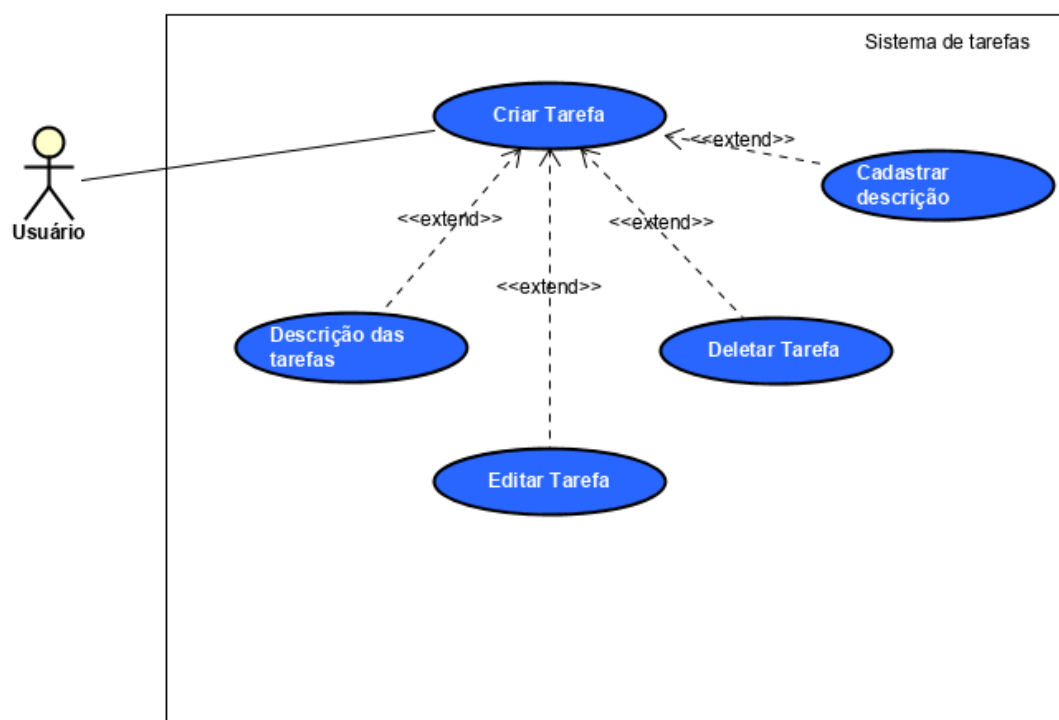 Sistema de tarefas
Criar Tarefa
<<extend>>
Cadastrar
descrição
Usuário
<<extend>>
<<extend>>
<<extend>>
Descrição das
tarefas
Deletar Tarefa
Editar Tarefa